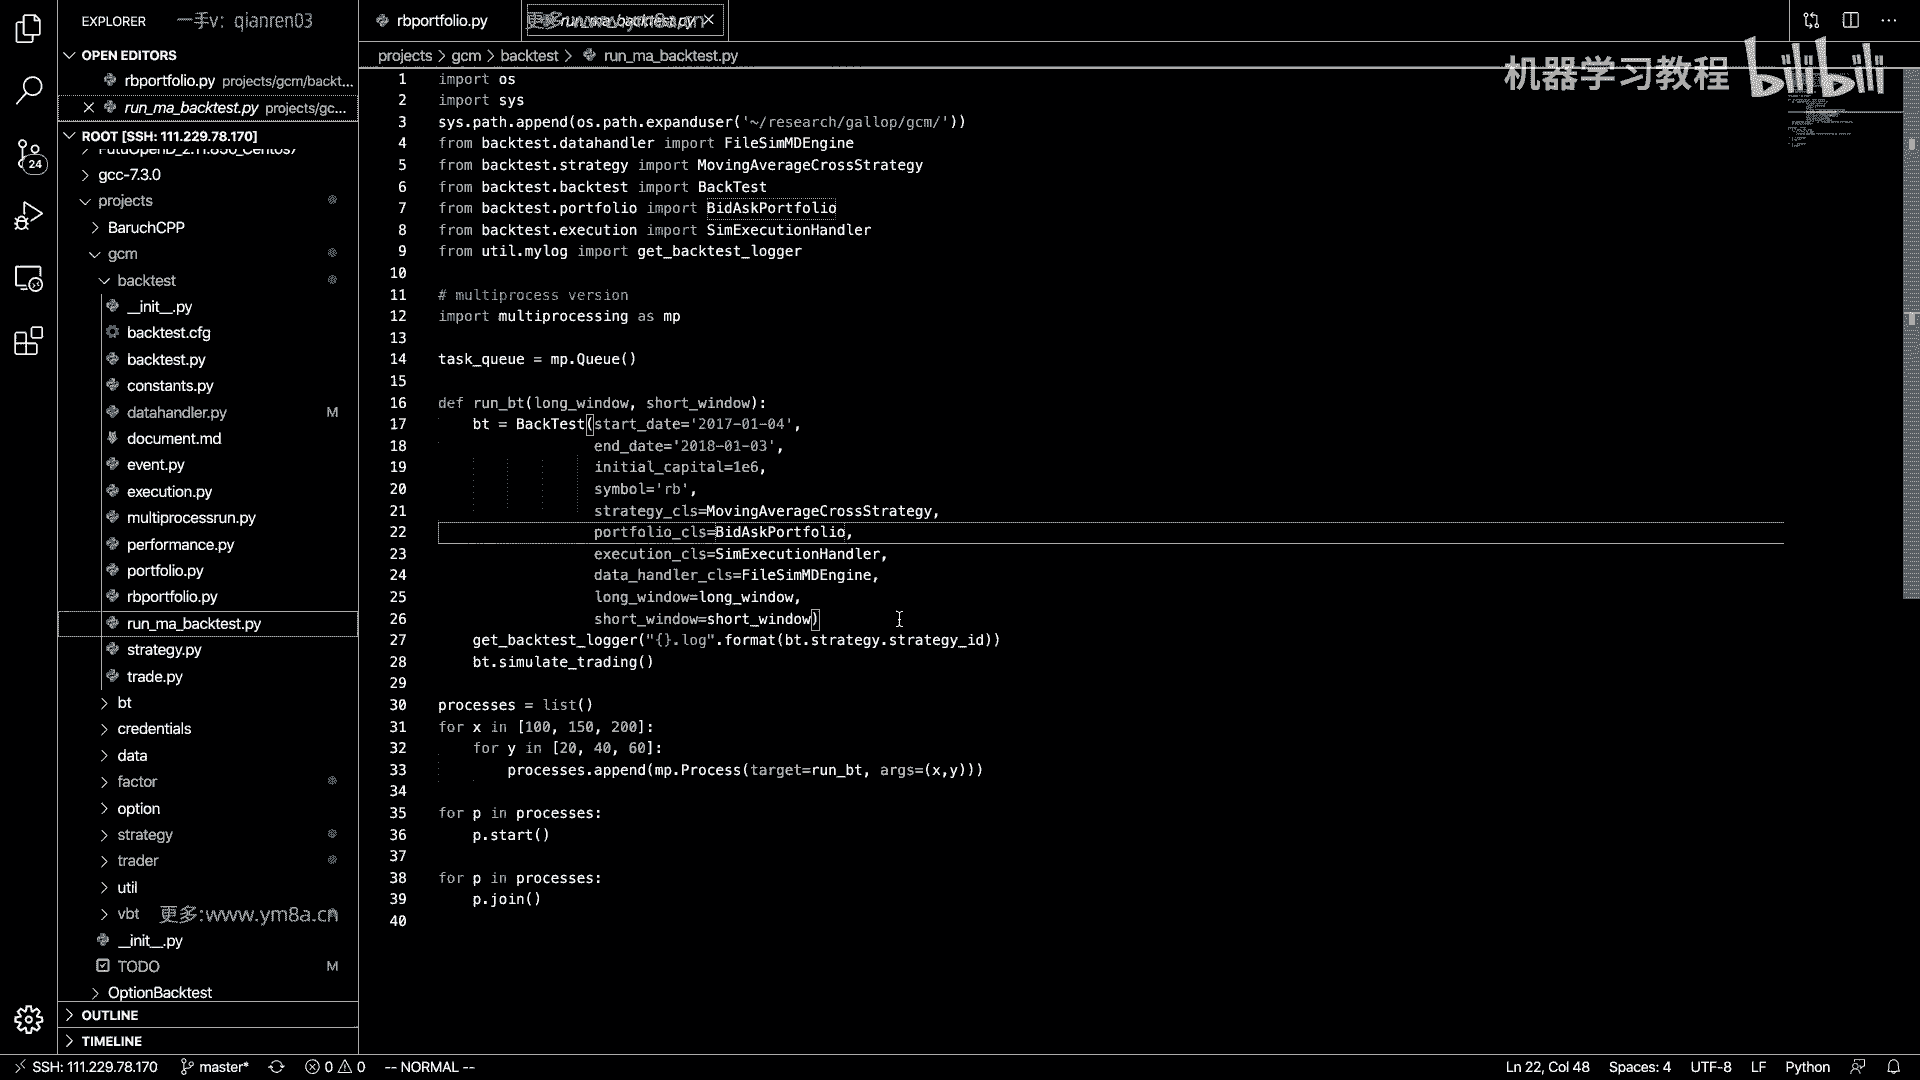 EXPLORER
一手v: qianren03
OPEN EDITORS
rbportfolio.py projects/gcm/backt...
run_ma_backtest.py projects/gc...
ROOT [SSH: 111.229.78.170]
gcc-7.3.0
projects
BaruchCPP
gcm
backtest
__init__.py
backtest.cfg
backtest.py
constants.py
datahandler.py M
document.md
event.py
execution.py
multiprocessrun.py
performance.py
portfolio.py
rbportfolio.py
run_ma_backtest.py
strategy.py
trade.py
bt
credentials
data
factor
option
strategy
trader
util
vbt
更多:www.ym8a.cn
__init__.py
TODO M
OptionBacktest
OUTLINE
TIMELINE
rbportfolio.py
run_ma_backtest.py
更多:www.ym8a.cn
projects > gcm > backtest > run_ma_backtest.py
机器学习教程 bilibili
1 import os
2 import sys
3 sys.path.append(os.path.expanduser('~/research/gallop/gcm/'))
4 from backtest.datahandler import FileSimMDEngine
5 from backtest.strategy import MovingAverageCrossStrategy
6 from backtest.backtest import BackTest
7 from backtest.portfolio import BidAskPortfolio
8 from backtest.execution import SimExecutionHandler
9 from util.mylog import get_backtest_logger
10
11 # multiprocess version
12 import multiprocessing as mp
13
14 task_queue = mp.Queue()
15
16 def run_bt(long_window, short_window):
17 bt = BackTest(start_date='2017-01-04',
18 end_date='2018-01-03',
19 initial_capital=1e6,
20 symbol='rb',
21 strategy_cls=MovingAverageCrossStrategy,
22 portfolio_cls=BidAskPortfolio,
23 execution_cls=SimExecutionHandler,
24 data_handler_cls=FileSimMDEngine,
25 long_window=long_window,
26 short_window=short_window)
27 get_backtest_logger("{}.log".format(bt.strategy.strategy_id))
28 bt.simulate_trading()
29
30 processes = list()
31 for x in [100, 150, 200]:
32 for y in [20, 40, 60]:
33 processes.append(mp.Process(target=run_bt, args=(x,y)))
34
35 for p in processes:
36 p.start()
37
38 for p in processes:
39 p.join()
40
24
SSH: 111.229.78.170 master* 0 0 -- NORMAL --
Ln 22, Col 48 Spaces: 4 UTF-8 LF Python